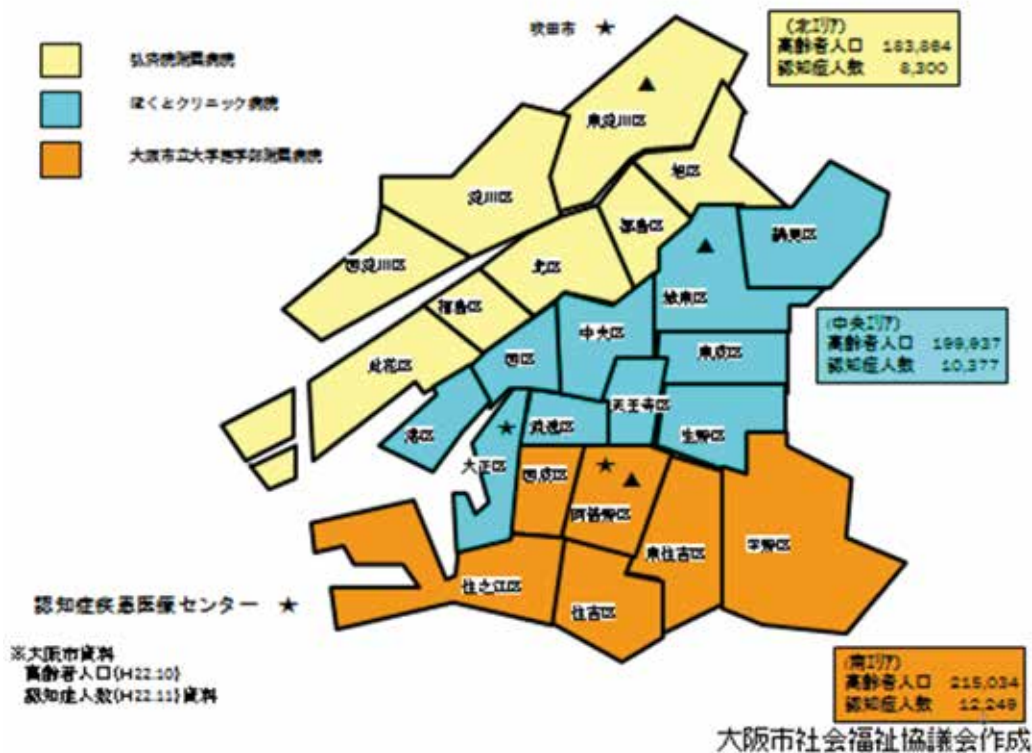 弘済院附属病院
ほくとクリニック病院
大阪市立大学医学部附属病院
吹田市 ★
(北エリア)
高齢者人口 183,864
認知症人数 8,300
東淀川区
旭区
淀川区
都島区
鶴見区
西淀川区
北区
城東区
福島区
中央区
(中央エリア)
高齢者人口 199,937
認知症人数 10,377
西区
東成区
此花区
天王寺区
港区
浪速区
生野区
大正区
西成区
阿倍野区
東住吉区
平野区
住之江区
住吉区
認知症疾患医療センター ★
※大阪市資料
高齢者人口(H22.10)
認知症人数(H22.11)資料
(南エリア)
高齢者人口 215,034
認知症人数 12,249
大阪市社会福祉協議会作成